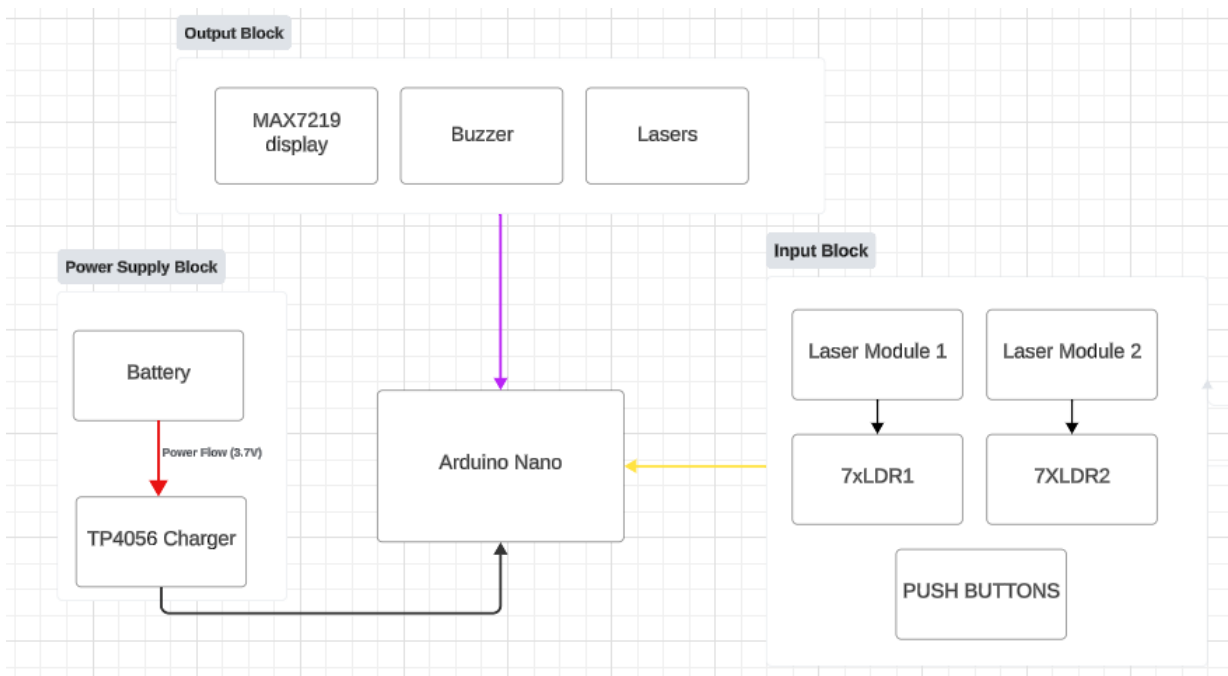 Output Block
MAX7219
display
Buzzer
Lasers
Power Supply Block
Battery
Power Flow (3.7V)
TP4056 Charger
Arduino Nano
Input Block
Laser Module 1
Laser Module 2
7xLDR1
7XLDR2
PUSH BUTTONS